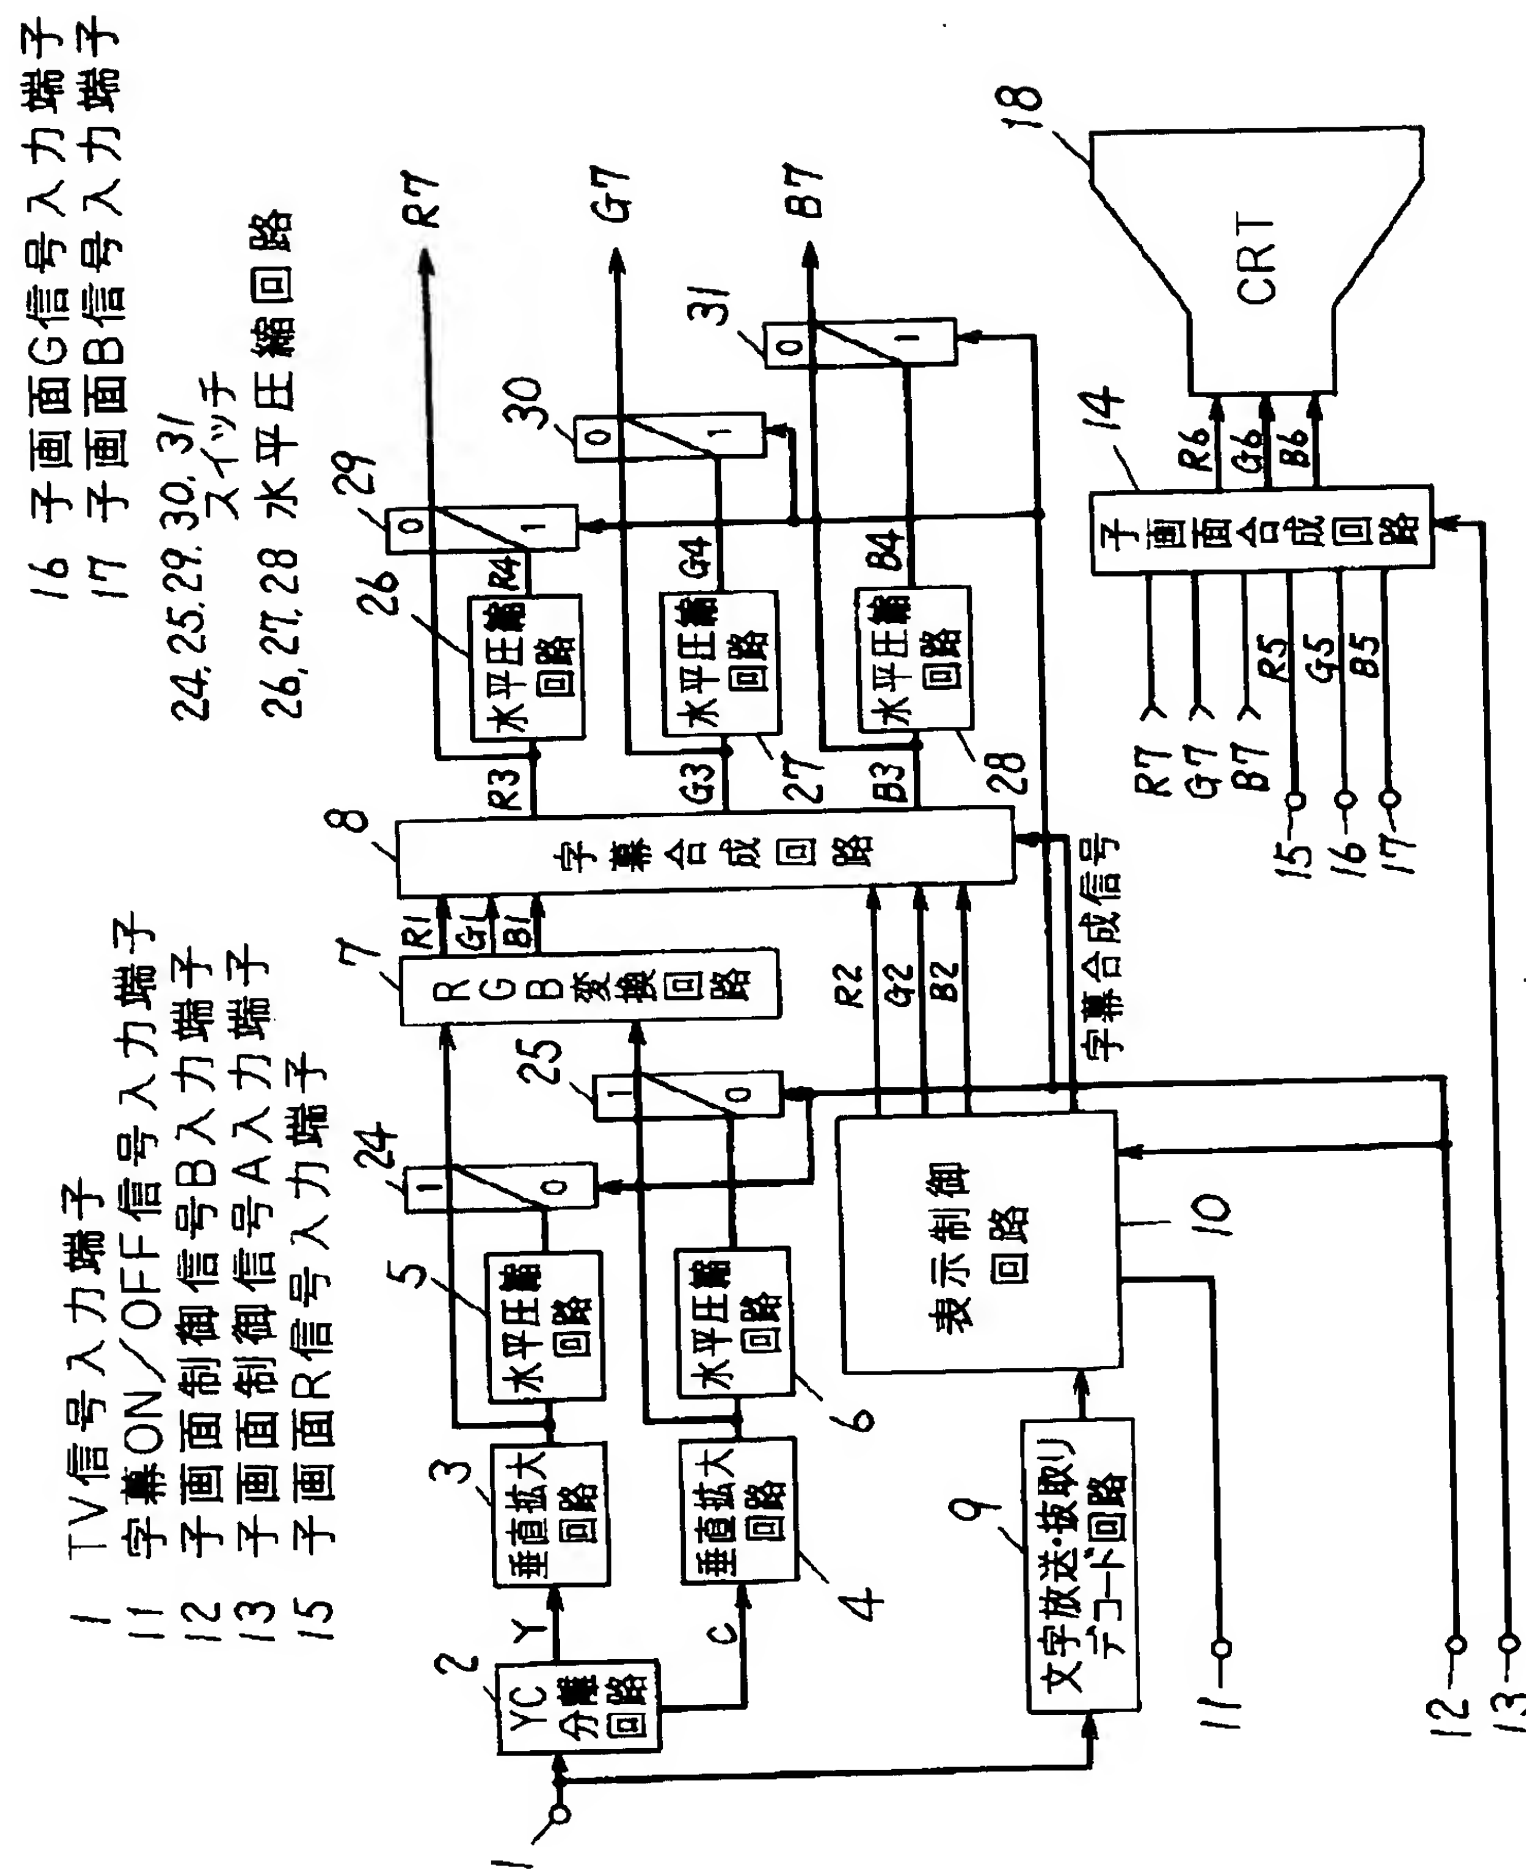 1 TV信号入力端子
11 字幕ON/OFF信号入力端子
12 子画面制御信号B入力端子
13 子画面制御信号A入力端子
15 子画面R信号入力端子
16 子画面G信号入力端子
17 子画面B信号入力端子
24,25,29,30,31
スイッチ
26,27,28 水平圧縮回路
1
2
YC
分離
回路
Y
C
3
垂直拡大
回路
4
垂直拡大
回路
5
水平圧縮
回路
6
水平圧縮
回路
24
1
0
25
1
0
7
RGB変換回路
R1
G1
B1
8
字幕合成回路
R3
G3
B3
26
水平圧縮
回路
27
水平圧縮
回路
28
水平圧縮
回路
R4
G4
B4
29
0
1
30
0
1
31
0
1
R7
G7
B7
9
文字放送・抜取り
デコード回路
10
表示制御
回路
R2
G2
B2
字幕合成信号
11
12
13
R7
G7
B7
15
R5
16
G5
17
B5
14
子画面合成回路
R6
G6
B6
18
CRT